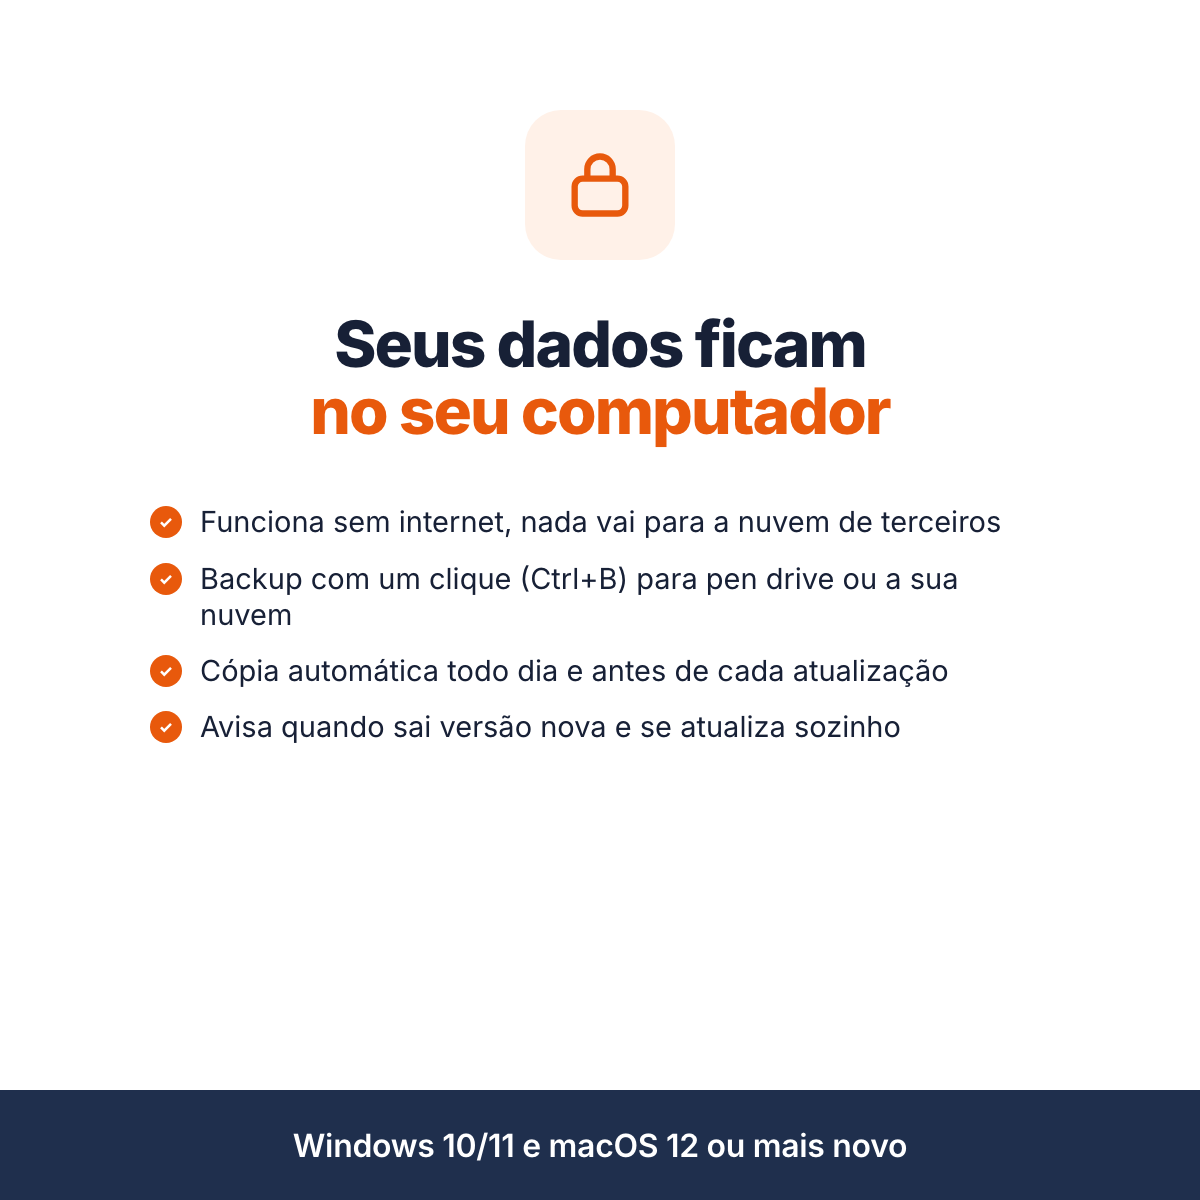 Seus dados ficam
no seu computador
Funciona sem internet, nada vai para a nuvem de terceiros
Backup com um clique (Ctrl+B) para pen drive ou a sua
nuvem
Cópia automática todo dia e antes de cada atualização
Avisa quando sai versão nova e se atualiza sozinho
Windows 10/11 e macOS 12 ou mais novo